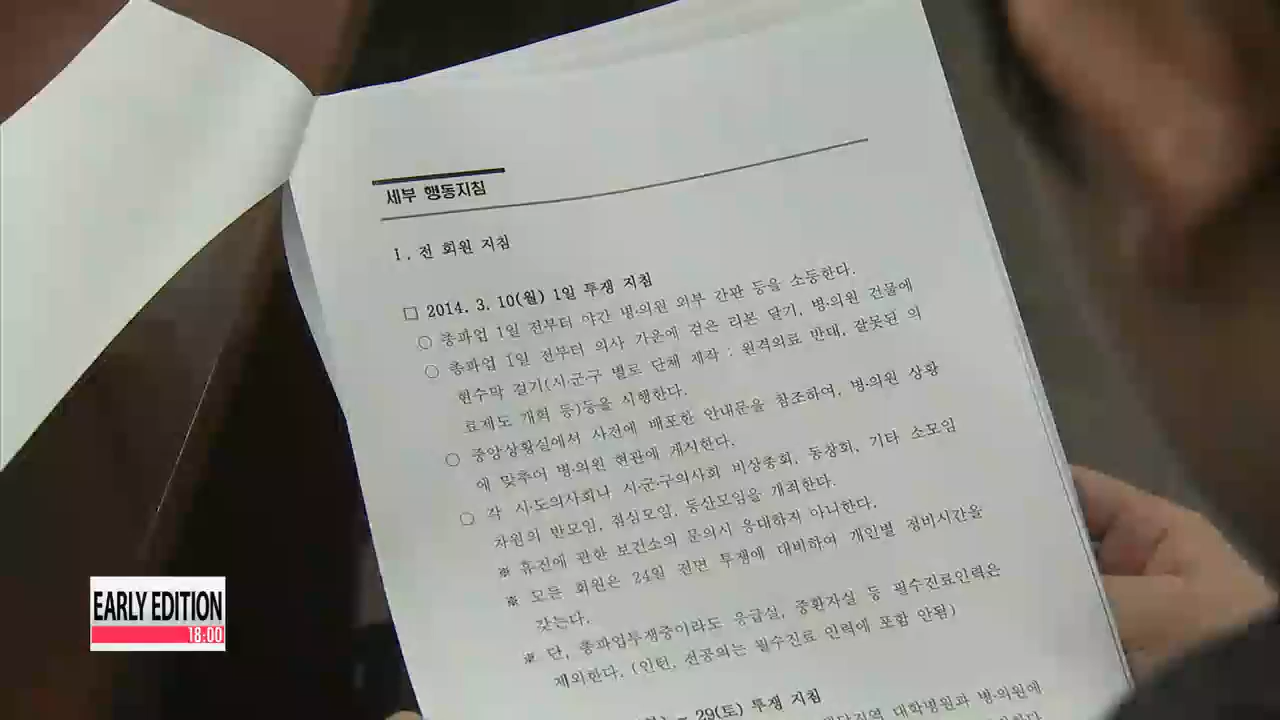 세부 행동지침
I. 전 회원 지침
□ 2014. 3. 10(월) 1일 투쟁 지침
○ 총파업 1일 전부터 야간 병·의원 외부 간판 등을 소등한다.
○ 총파업 1일 전부터 의사 가운에 검은 리본 달기, 병·의원 건물에
현수막 걸기(시·군·구 별로 단체 제작 : 원격의료 반대, 잘못된 의
료제도 개혁 등)등을 시행한다.
○ 중앙상황실에서 사전에 배포한 안내문을 참조하여, 병·의원 상황
에 맞추어 병·의원 현관에 게시한다.
○ 각 시·도의사회나 시·군·구의사회 비상총회, 동창회, 기타 소모임
차원의 반모임, 점심모임, 등산모임을 개최한다.
※ 휴진에 관한 보건소의 문의시 응대하지 아니한다.
※ 모든 회원은 24일 전면 투쟁에 대비하여 개인별 정비시간을
갖는다.
※ 단, 총파업투쟁중이라도 응급실, 중환자실 등 필수진료인력은
제외한다. (인턴, 전공의는 필수진료 인력에 포함 안됨)
~ 29(토) 투쟁 지침
대학병원과 병·의원에
EARLY EDITION
18:00